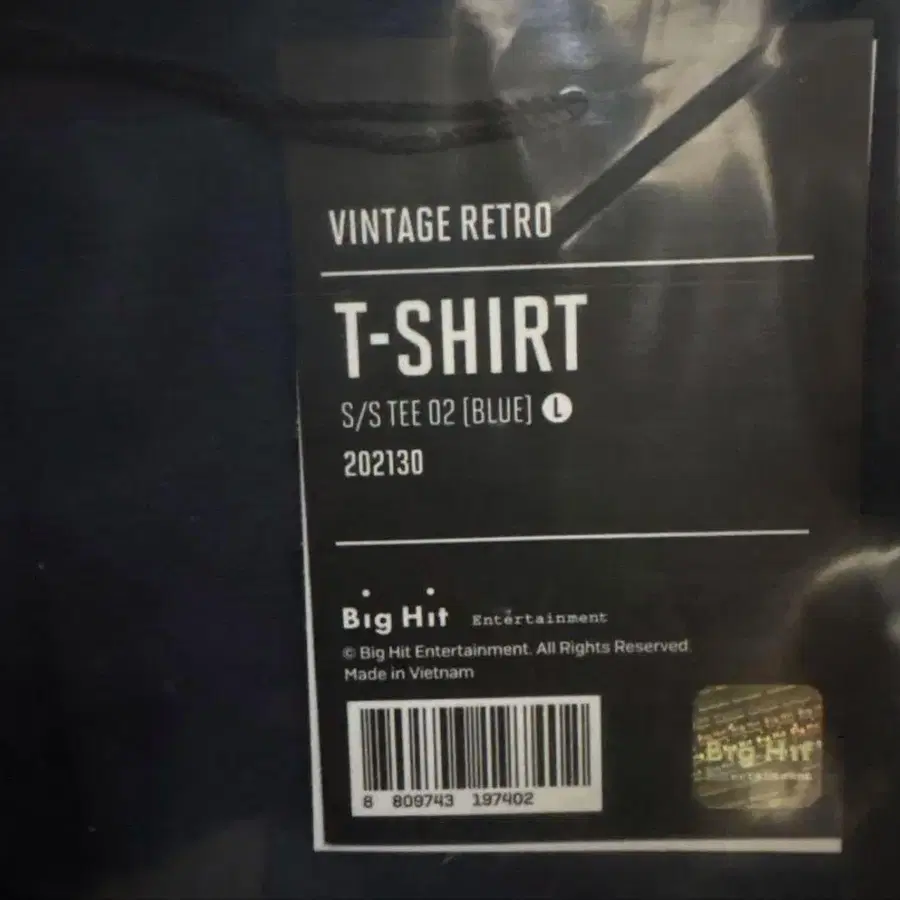 VINTAGE RETRO
T-SHIRT
S/S TEE 02 [BLUE] L
202130
Big Hit Entertainment
© Big Hit Entertainment. All Rights Reserved.
Made in Vietnam
8 809743 197402
Big Hit
Entertainment